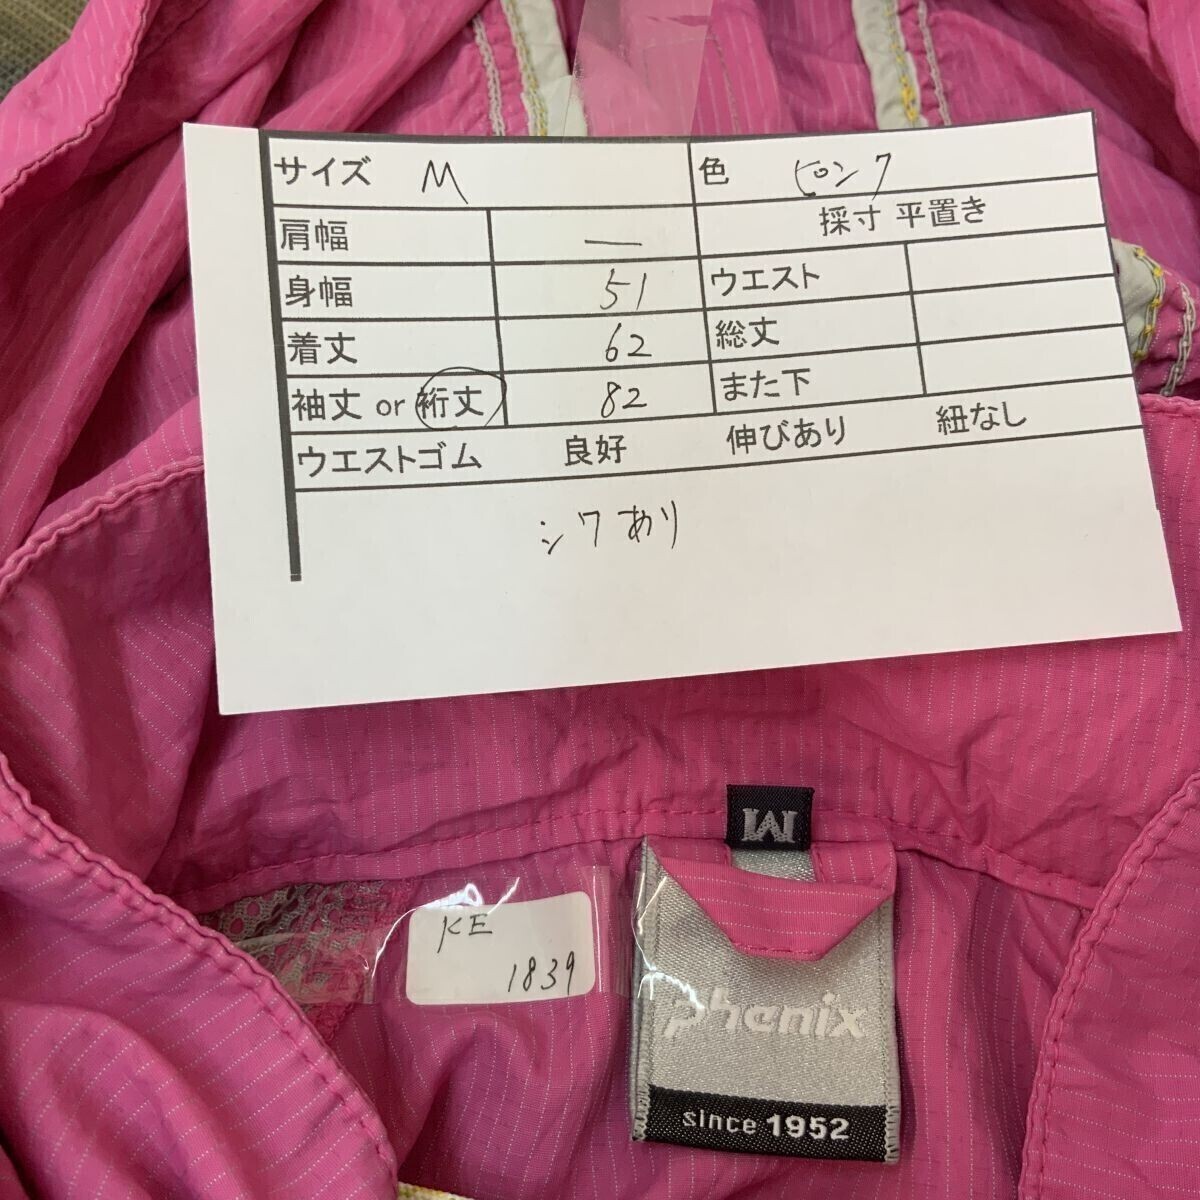 サイズ M 色 ピンク
肩幅 — 採寸 平置き
身幅 51 ウエスト
着丈 62 総丈
袖丈 or 裄丈 82 また下
ウエストゴム 良好 伸びあり 紐なし
シワあり
M
KE
1839
phenix
since 1952